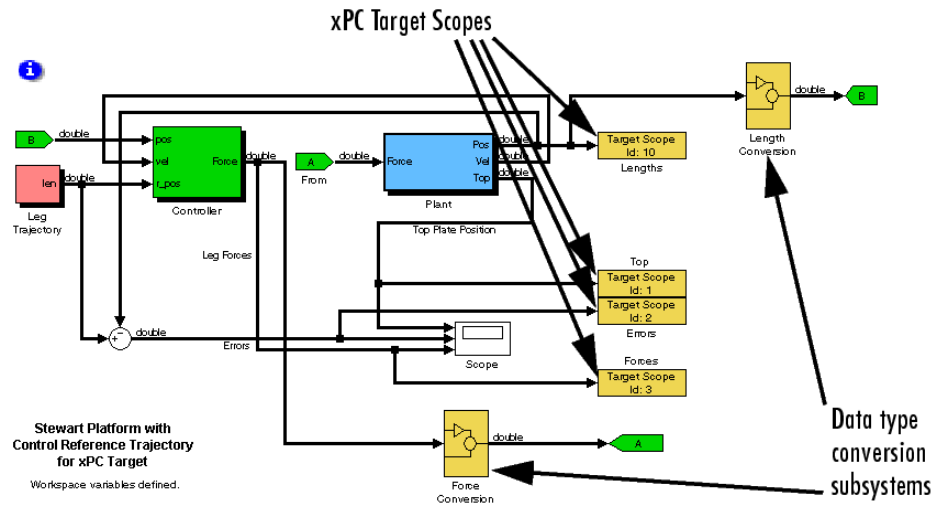 xPC Target Scopes
i
double
B
double
pos
vel
r_pos
Force
double
Controller
len
double
Leg
Trajectory
A
From
double
Force
Pos
Vel
Top
double
double
double
Plant
Top Plate Position
Target Scope
Id: 10
Lengths
double
B
Length
Conversion
Leg Forces
Top
Target Scope
Id: 1
Target Scope
Id: 2
Errors
+
-
double
Errors
Scope
Forces
Target Scope
Id: 3
Stewart Platform with
Control Reference Trajectory
for xPC Target
Workspace variables defined.
double
A
Force
Conversion
Data type
conversion
subsystems